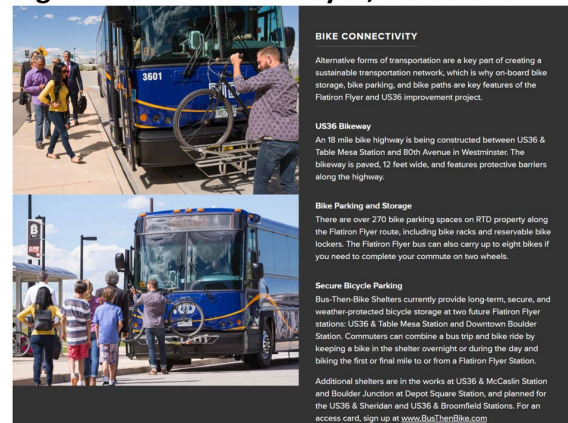 BIKE CONNECTIVITY
Alternative forms of transportation are a key part of creating a
sustainable transportation network, which is why on-board bike
storage, bike parking, and bike paths are key features of the
Flatiron Flyer and US36 improvement project.
US36 Bikeway
An 18 mile bike highway is being constructed between US36 &
Table Mesa Station and 80th Avenue in Westminster. The
bikeway is paved, 12 feet wide, and features protective barriers
along the highway.
Bike Parking and Storage
There are over 270 bike parking spaces on RTD property along
the Flatiron Flyer route, including bike racks and reservable bike
lockers. The Flatiron Flyer bus can also carry up to eight bikes if
you need to complete your commute on two wheels.
Secure Bicycle Parking
Bus-Then-Bike Shelters currently provide long-term, secure, and
weather-protected bicycle storage at two future Flatiron Flyer
stations: US36 & Table Mesa Station and Downtown Boulder
Station. Commuters can combine a bus trip and bike ride by
keeping a bike in the shelter overnight or during the day and
biking the first or final mile to or from a Flatiron Flyer Station.
Additional shelters are in the works at US36 & McCaslin Station
and Boulder Junction at Depot Square Station, and planned for
the US36 & Sheridan and US36 & Broomfield Stations. For an
access card, sign up at www.BusThenBike.com
3601
B